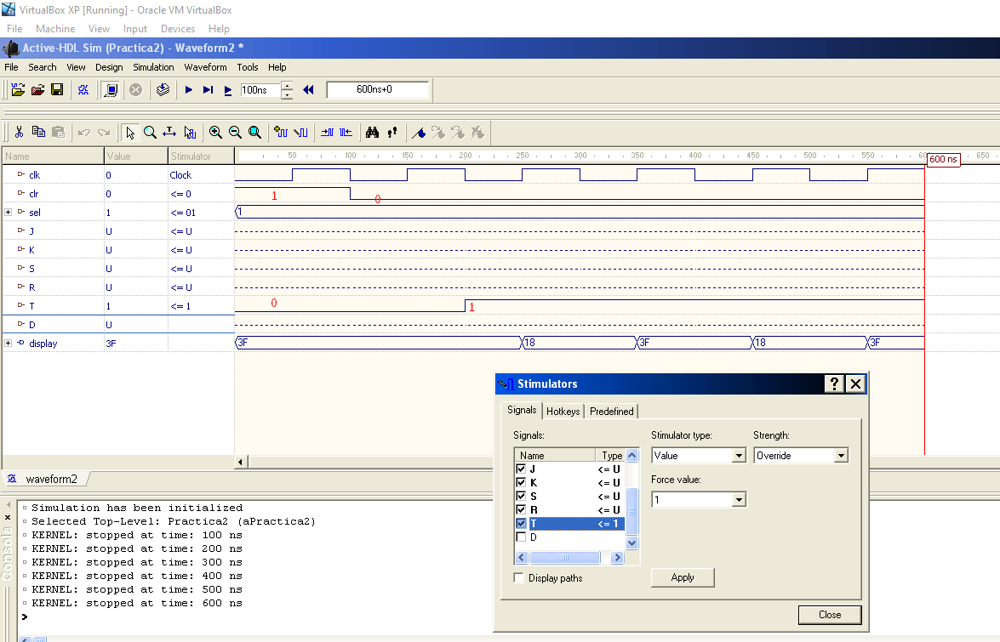 VirtualBox XP [Running] - Oracle VM VirtualBox
File Machine View Input Devices Help
Active-HDL Sim (Practica2) - Waveform2 *
File Search View Design Simulation Waveform Tools Help
100ns 600ns+0
Name Value Stimulator 50 100 150 200 250 300 350 400 450 500 550 60 650
600 ns
clk 0 Clock
clr 0 <= 0 1 0
sel 1 <= 01 1
J U <= U
K U <= U
S U <= U
R U <= U
T 1 <= 1 0 1
D U
display 3F 3F 18 3F 18 3F
Stimulators
Signals Hotkeys Predefined
Signals: Stimulator type: Strength:
Name Type Value Override
J <= U
K <= U Force value:
S <= U 1
R <= U
T <= 1
D
Display paths Apply
Close
waveform2
Console
Simulation has been initialized
Selected Top-Level: Practica2 (aPractica2)
KERNEL: stopped at time: 100 ns
KERNEL: stopped at time: 200 ns
KERNEL: stopped at time: 300 ns
KERNEL: stopped at time: 400 ns
KERNEL: stopped at time: 500 ns
KERNEL: stopped at time: 600 ns
>